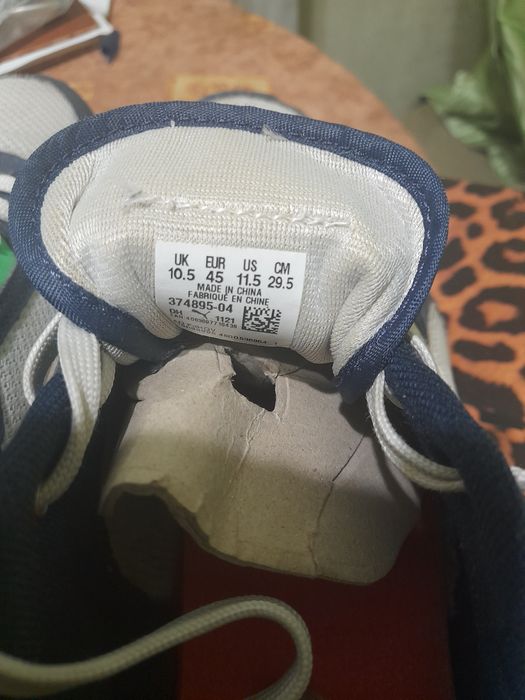 UK EUR US CM
10.5 45 11.5 29.5
MADE IN CHINA
FABRIQUÉ EN CHINE
374895-04
1121